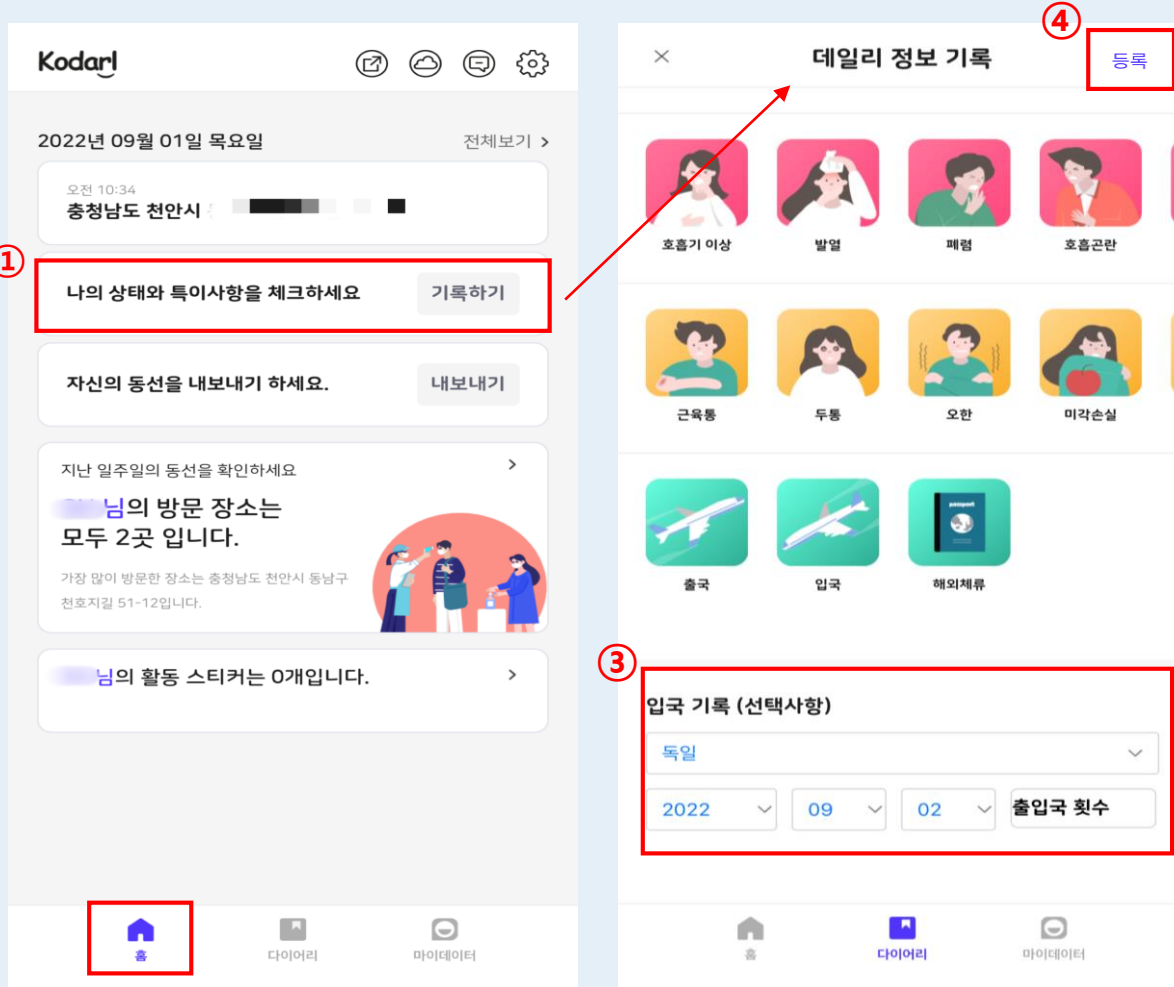 Kodarl
2022년 09월 01일 목요일
전체보기 >
오전 10:34
충청남도 천안시
①
나의 상태와 특이사항을 체크하세요
기록하기
자신의 동선을 내보내기 하세요.
내보내기
지난 일주일의 동선을 확인하세요 >
님의 방문 장소는
모두 2곳 입니다.
가장 많이 방문한 장소는 충청남도 천안시 동남구
천호지길 51-12입니다.
님의 활동 스티커는 0개입니다. >
홈
다이어리
마이데이터
④
× 데일리 정보 기록
등록
호흡기 이상
발열
폐렴
호흡곤란
근육통
두통
오한
미각손실
passport
출국
입국
해외체류
③
입국 기록 (선택사항)
독일
2022
09
02
출입국 횟수
홈
다이어리
마이데이터